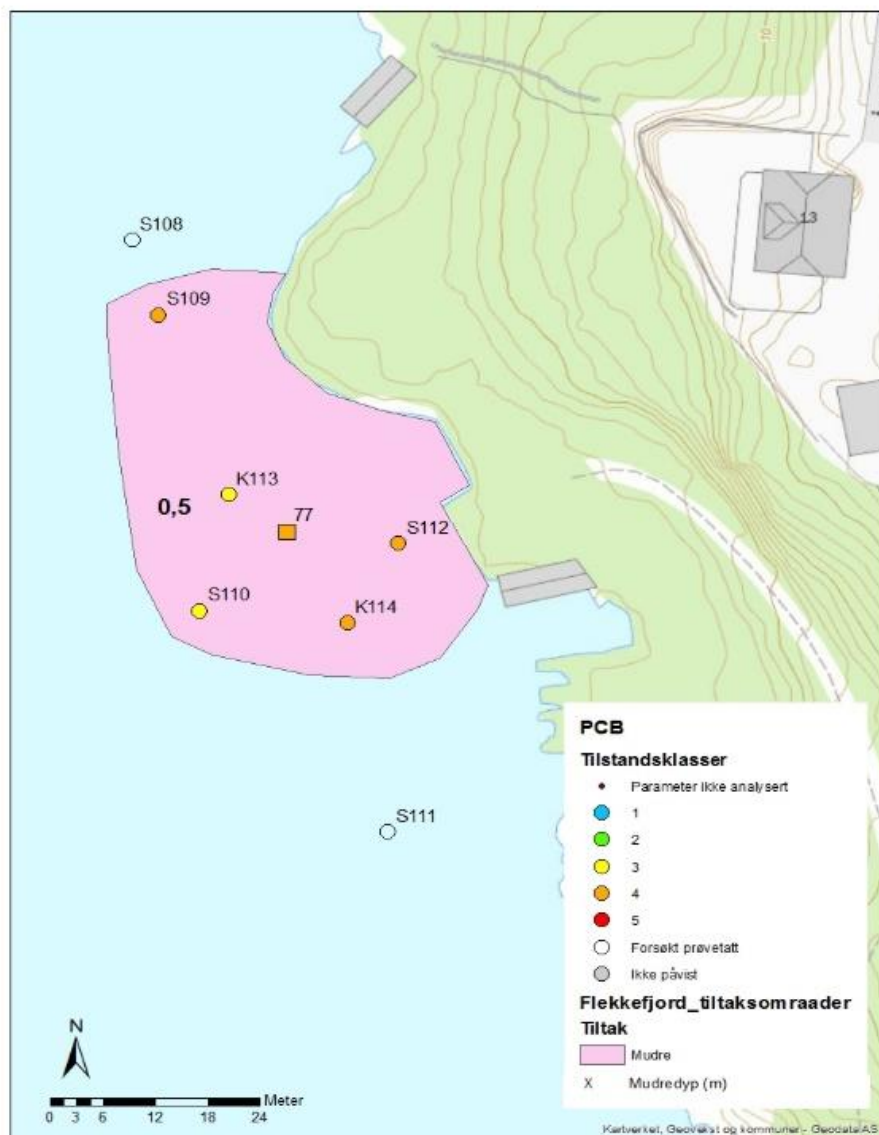 10
13
S108
S109
K113
0,5
77
S112
S110
K114
S111
PCB
Tilstandsklasser
Parameter ikke analysert
1
2
3
4
5
Forsøkt prøvetatt
Ikke påvist
Flekkefjord_tiltaksomraader
Tiltak
Mudre
X Mudredyp (m)
N
Meter
0 3 6 12 18 24
Kartverket, Geovekst og kommuner - Geodata AS